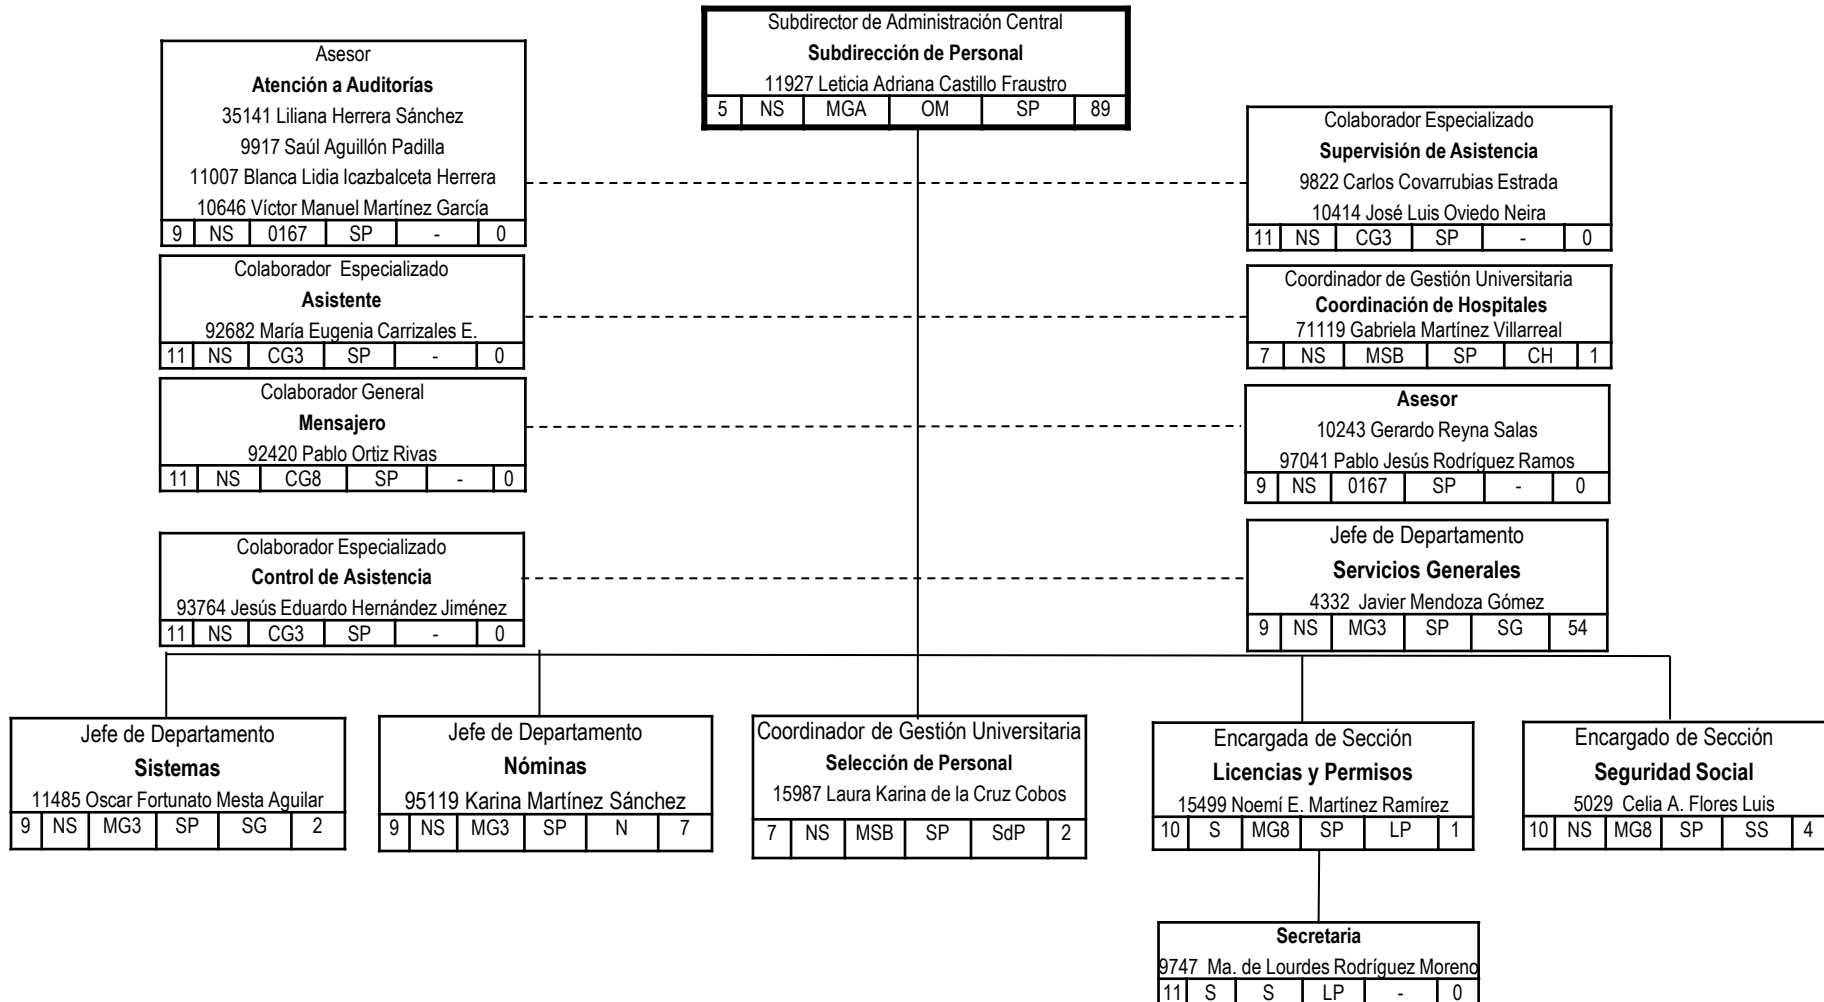 Subdirector de Administración Central
Subdirección de Personal
11927 Leticia Adriana Castillo Fraustro
5 NS MGA OM SP 89
Asesor
Atención a Auditorías
35141 Liliana Herrera Sánchez
9917 Saúl Aguillón Padilla
11007 Blanca Lidia Icazbalceta Herrera
10646 Víctor Manuel Martínez García
9 NS 0167 SP - 0
Colaborador Especializado
Supervisión de Asistencia
9822 Carlos Covarrubias Estrada
10414 José Luis Oviedo Neira
11 NS CG3 SP - 0
Colaborador Especializado
Asistente
92682 María Eugenia Carrizales E.
11 NS CG3 SP - 0
Coordinador de Gestión Universitaria
Coordinación de Hospitales
71119 Gabriela Martínez Villarreal
7 NS MSB SP CH 1
Colaborador General
Mensajero
92420 Pablo Ortiz Rivas
11 NS CG8 SP - 0
Asesor
10243 Gerardo Reyna Salas
97041 Pablo Jesús Rodríguez Ramos
9 NS 0167 SP - 0
Colaborador Especializado
Control de Asistencia
93764 Jesús Eduardo Hernández Jiménez
11 NS CG3 SP - 0
Jefe de Departamento
Servicios Generales
4332 Javier Mendoza Gómez
9 NS MG3 SP SG 54
Jefe de Departamento
Sistemas
11485 Oscar Fortunato Mesta Aguilar
9 NS MG3 SP SG 2
Jefe de Departamento
Nóminas
95119 Karina Martínez Sánchez
9 NS MG3 SP N 7
Coordinador de Gestión Universitaria
Selección de Personal
15987 Laura Karina de la Cruz Cobos
7 NS MSB SP SdP 2
Encargada de Sección
Licencias y Permisos
15499 Noemí E. Martínez Ramírez
10 S MG8 SP LP 1
Encargado de Sección
Seguridad Social
5029 Celia A. Flores Luis
10 NS MG8 SP SS 4
Secretaria
9747 Ma. de Lourdes Rodríguez Moreno
11 S S LP - 0